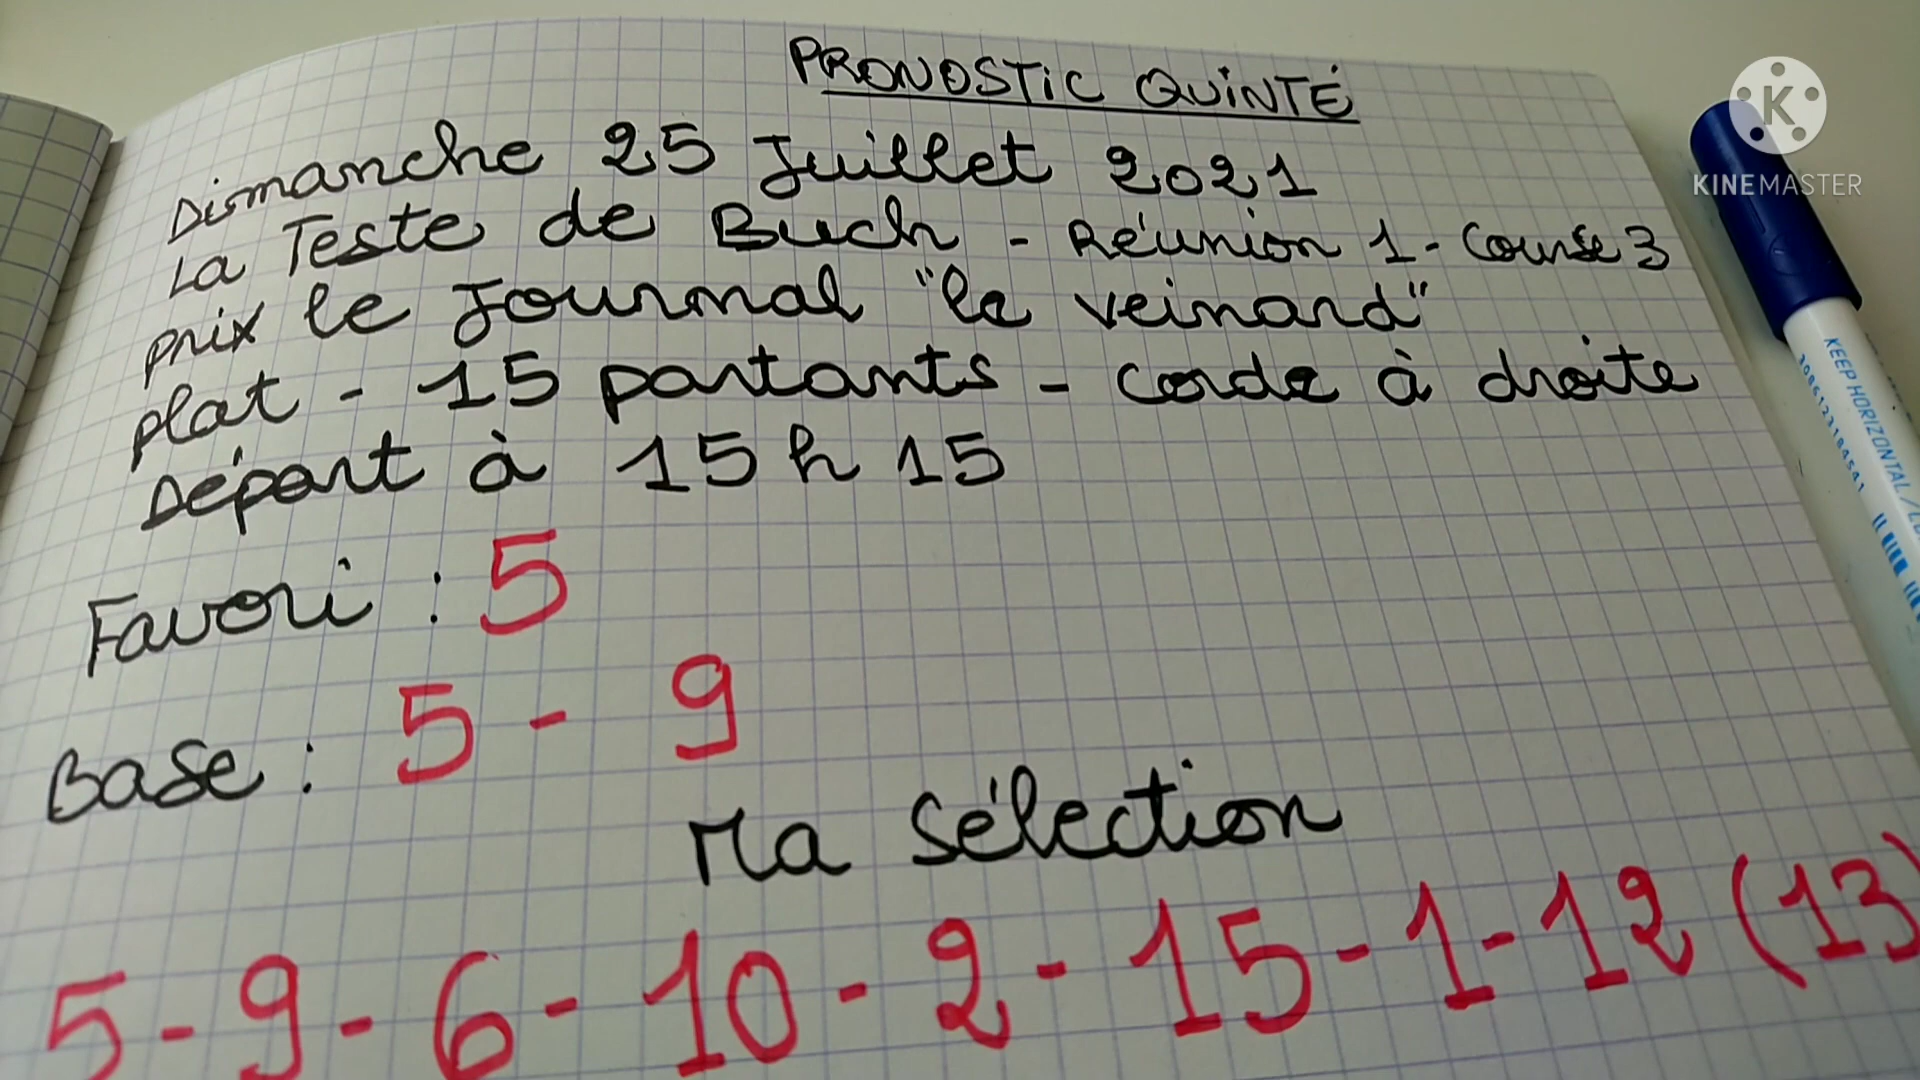 PRONOSTIC QUINTÉ
Dimanche 25 Juillet 2021
La Teste de Buch - Réunion 1 - Course 3
prix le Journal "le veinard"
plat - 15 partants - corde à droite
Départ à 15 h 15
Favori : 5
Base : 5 - 9
Ma sélection
5 - 9 - 6 - 10 - 2 - 15 - 1 - 12 (13)
KINEMASTER
KEEP HORIZONTAL /